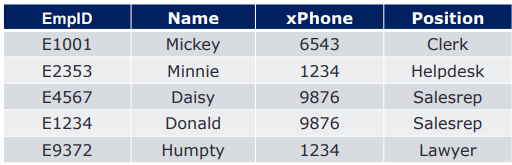 EmpID Name xPhone Position
E1001 Mickey 6543 Clerk
E2353 Minnie 1234 Helpdesk
E4567 Daisy 9876 Salesrep
E1234 Donald 9876 Salesrep
E9372 Humpty 1234 Lawyer